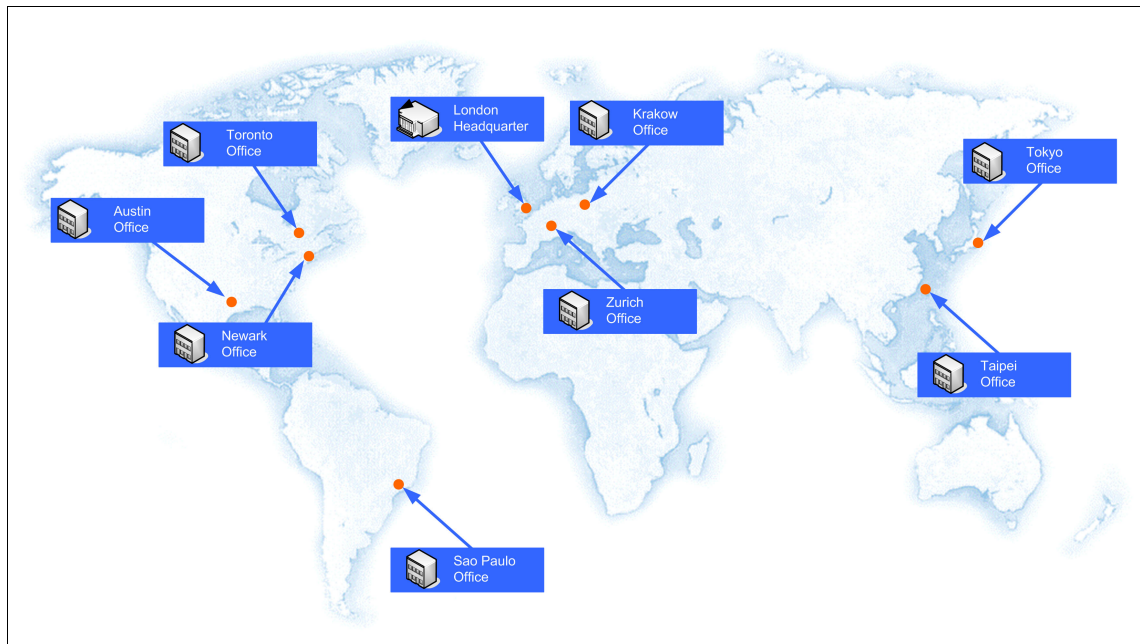 London
Headquarter
Krakow
Office
Toronto
Office
Tokyo
Office
Austin
Office
Zurich
Office
Newark
Office
Taipei
Office
Sao Paulo
Office